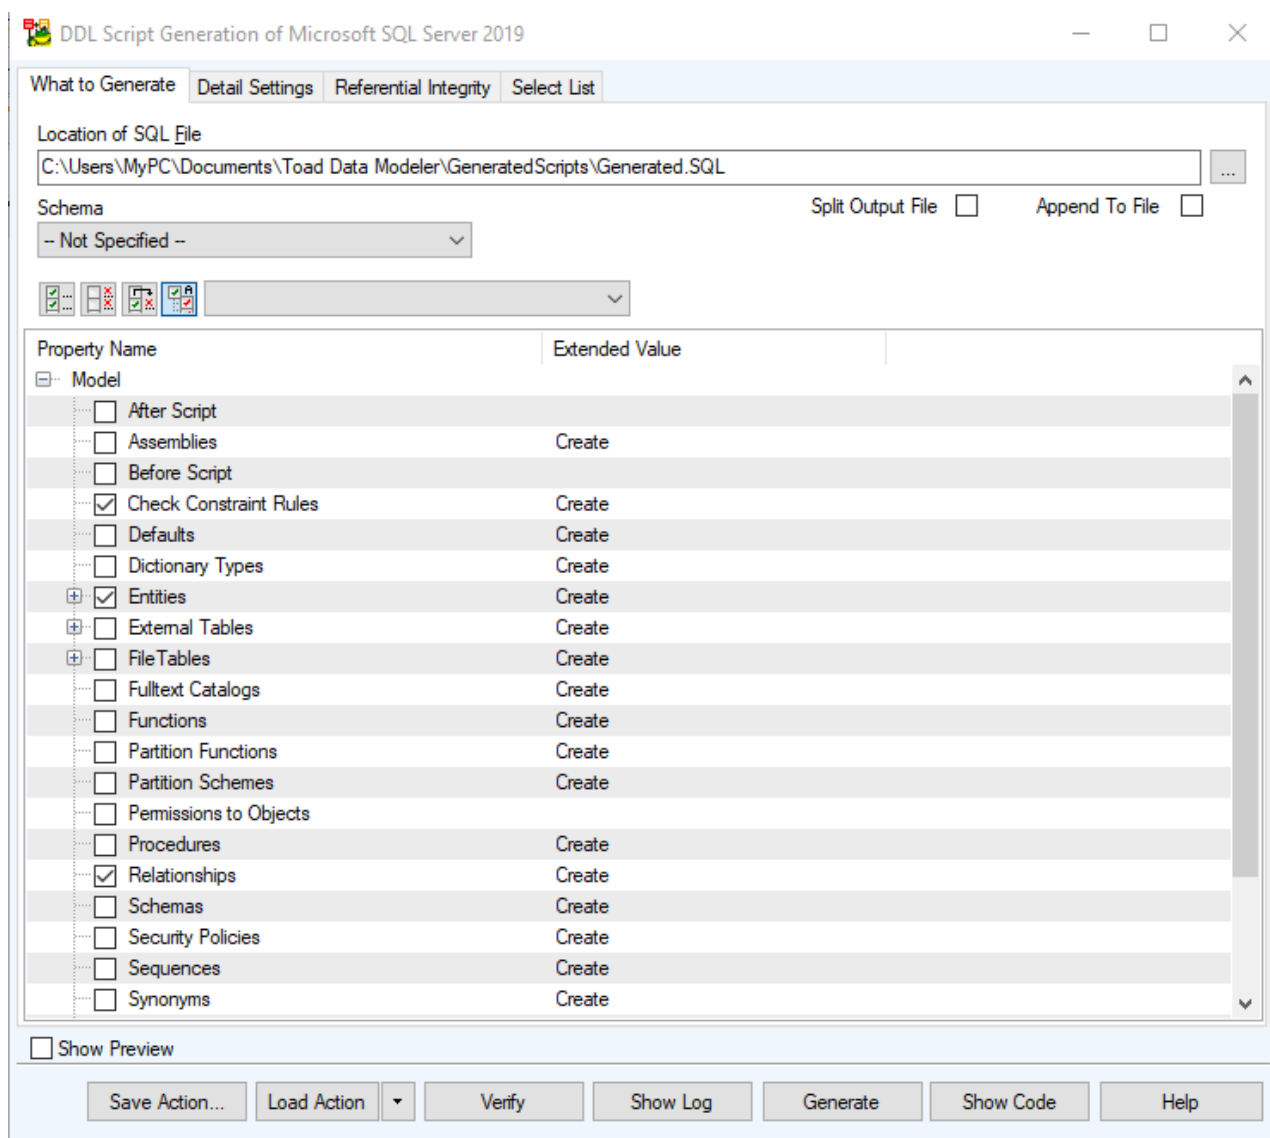 DDL Script Generation of Microsoft SQL Server 2019
What to Generate Detail Settings Referential Integrity Select List
Location of SQL File
C:\Users\MyPC\Documents\Toad Data Modeler\GeneratedScripts\Generated.SQL ...
Schema Split Output File Append To File
-- Not Specified --
Property Name Extended Value
Model
After Script
Assemblies Create
Before Script
Check Constraint Rules Create
Defaults Create
Dictionary Types Create
Entities Create
External Tables Create
FileTables Create
Fulltext Catalogs Create
Functions Create
Partition Functions Create
Partition Schemes Create
Permissions to Objects
Procedures Create
Relationships Create
Schemas Create
Security Policies Create
Sequences Create
Synonyms Create
Show Preview
Save Action... Load Action Verify Show Log Generate Show Code Help